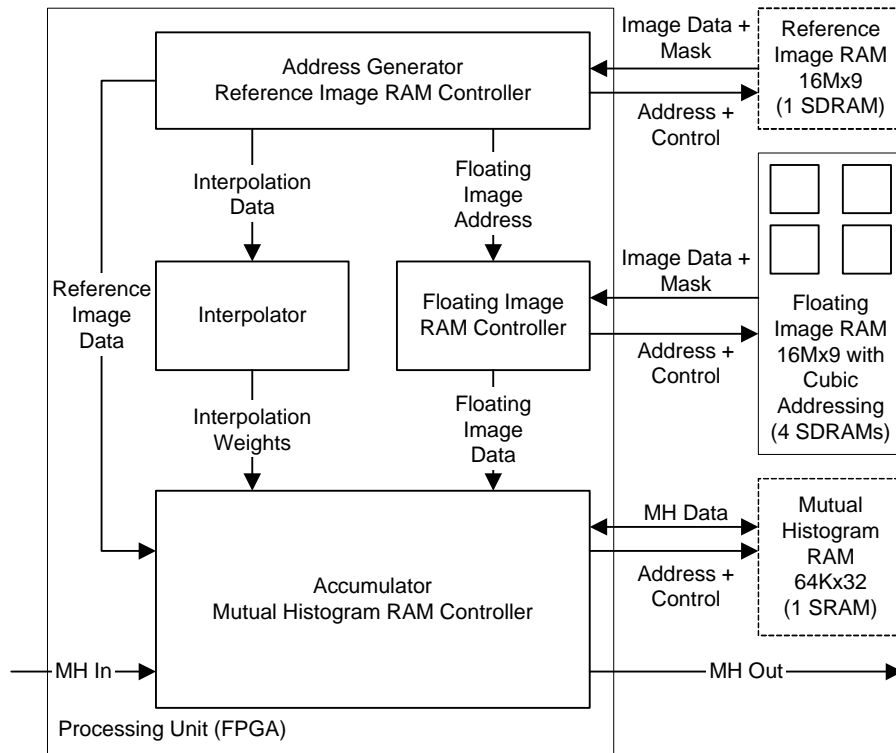 Address Generator
Reference Image RAM Controller
Image Data +
Mask
Address +
Control
Reference
Image RAM
16Mx9
(1 SDRAM)
Interpolation
Data
Floating
Image
Address
Reference
Image
Data
Interpolator
Floating Image
RAM Controller
Image Data +
Mask
Address +
Control
Floating
Image RAM
16Mx9 with
Cubic
Addressing
(4 SDRAMs)
Interpolation
Weights
Floating
Image
Data
Accumulator
Mutual Histogram RAM Controller
MH Data
Address +
Control
Mutual
Histogram
RAM
64Kx32
(1 SRAM)
MH In
MH Out
Processing Unit (FPGA)